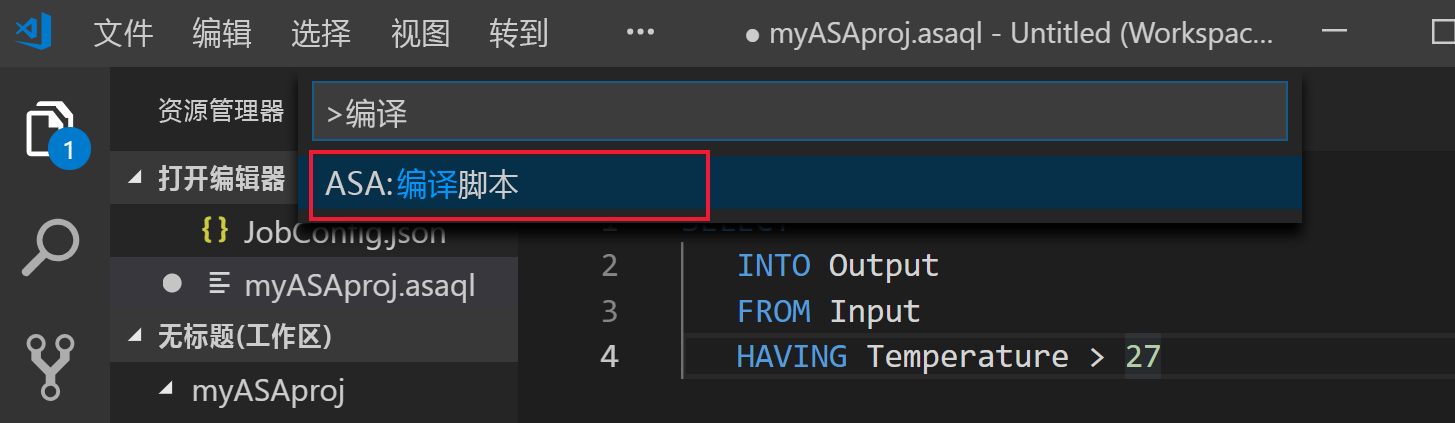 文件 编辑 选择 视图 转到 ••• ● myASAproj.asaql - Untitled (Workspac...
资源管理器
>编译
1
打开编辑器
ASA:编译脚本
{ } JobConfig.json
myASAproj.asaql
无标题(工作区)
myASAproj
1 SELECT
2 INTO Output
3 FROM Input
4 HAVING Temperature > 27